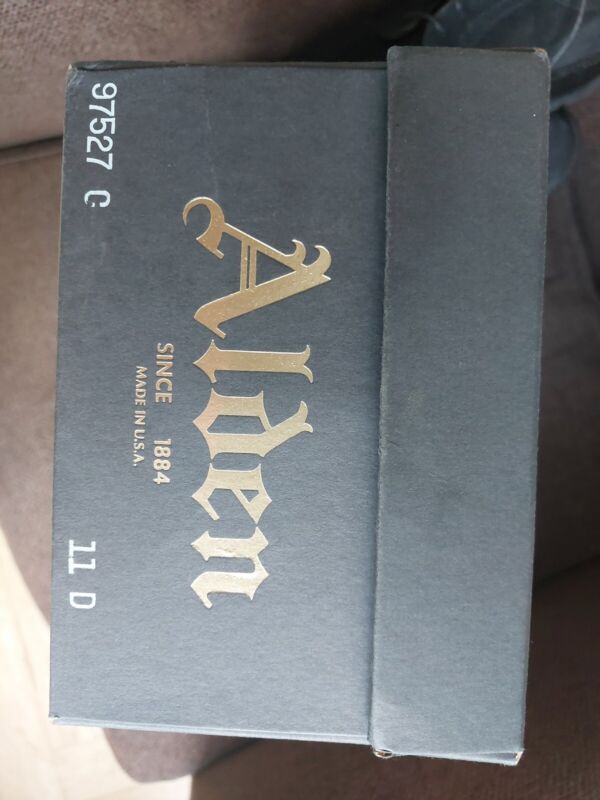 Alden
SINCE 1884
MADE IN U.S.A.
97527 C
11 D